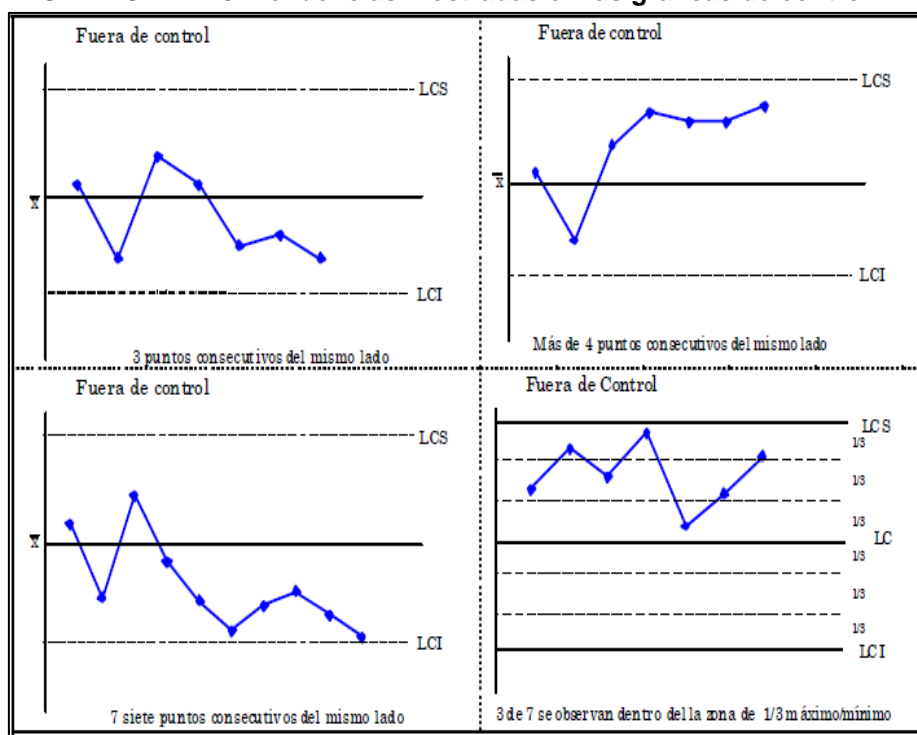 Fuera de control
LCS
X
LCI
3 puntos consecutivos del mismo lado
Fuera de control
LCS
X
LCI
Más de 4 puntos consecutivos del mismo lado
Fuera de control
LCS
X
LCI
7 siete puntos consecutivos del mismo lado
Fuera de Control
LCS
1/3
1/3
1/3
LC
1/3
1/3
1/3
LCI
3 de 7 se observan dentro del la zona de 1/3 máximo/mínimo